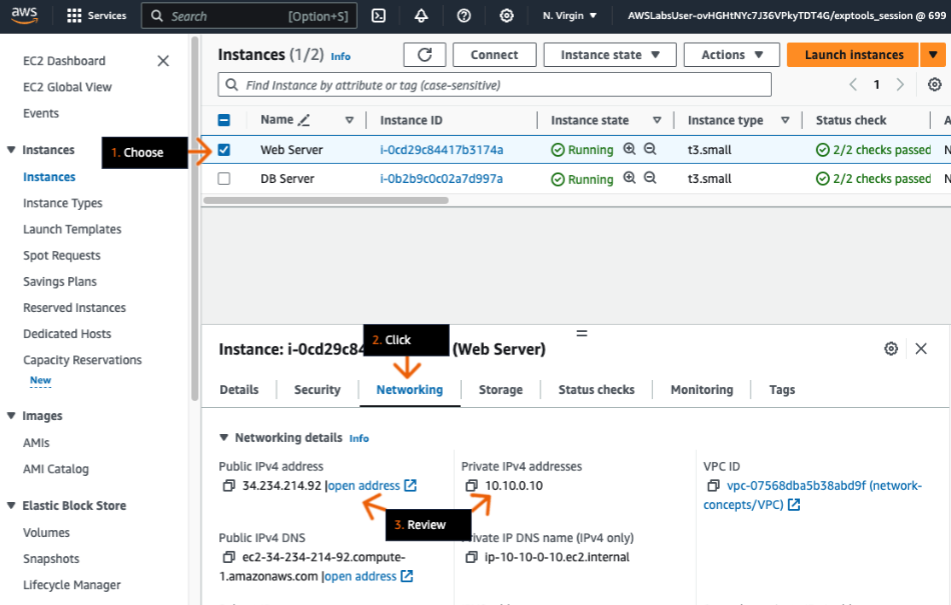 aws
Services
Search [Option+S]
N. Virgin
AWSLabsUser-ovHGHtNYc7J36VPkyTDT4G/exptools_session @ 699
EC2 Dashboard
EC2 Global View
Events
Instances
Instances
Instance Types
Launch Templates
Spot Requests
Savings Plans
Reserved Instances
Dedicated Hosts
Capacity Reservations
New
Images
AMIs
AMI Catalog
Elastic Block Store
Volumes
Snapshots
Lifecycle Manager
Instances (1/2) Info
Connect
Instance state
Actions
Launch instances
Find Instance by attribute or tag (case-sensitive)
1
Name Instance ID Instance state Instance type Status check A
1. Choose
Web Server i-0cd29c84417b3174a Running t3.small 2/2 checks passed N
DB Server i-0b2b9c0c02a7d997a Running t3.small 2/2 checks passed N
2. Click
Instance: i-0cd29c84 (Web Server)
Details Security Networking Storage Status checks Monitoring Tags
Networking details Info
Public IPv4 address
34.234.214.92 |open address
Private IPv4 addresses
10.10.0.10
VPC ID
vpc-07568dba5b38abd9f (network-
concepts/VPC)
3. Review
Public IPv4 DNS
ec2-34-234-214-92.compute-
1.amazonaws.com |open address
Private IP DNS name (IPv4 only)
ip-10-10-0-10.ec2.internal